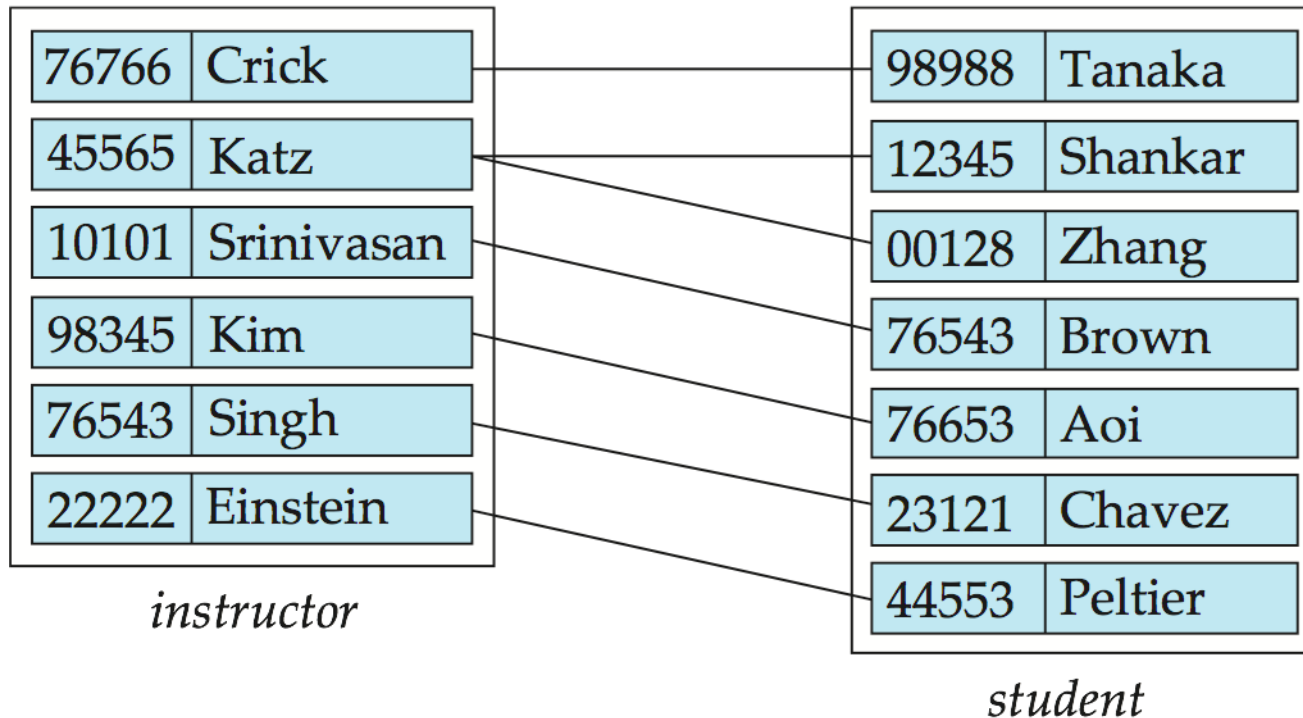 76766 Crick
45565 Katz
10101 Srinivasan
98345 Kim
76543 Singh
22222 Einstein
instructor
98988 Tanaka
12345 Shankar
00128 Zhang
76543 Brown
76653 Aoi
23121 Chavez
44553 Peltier
student